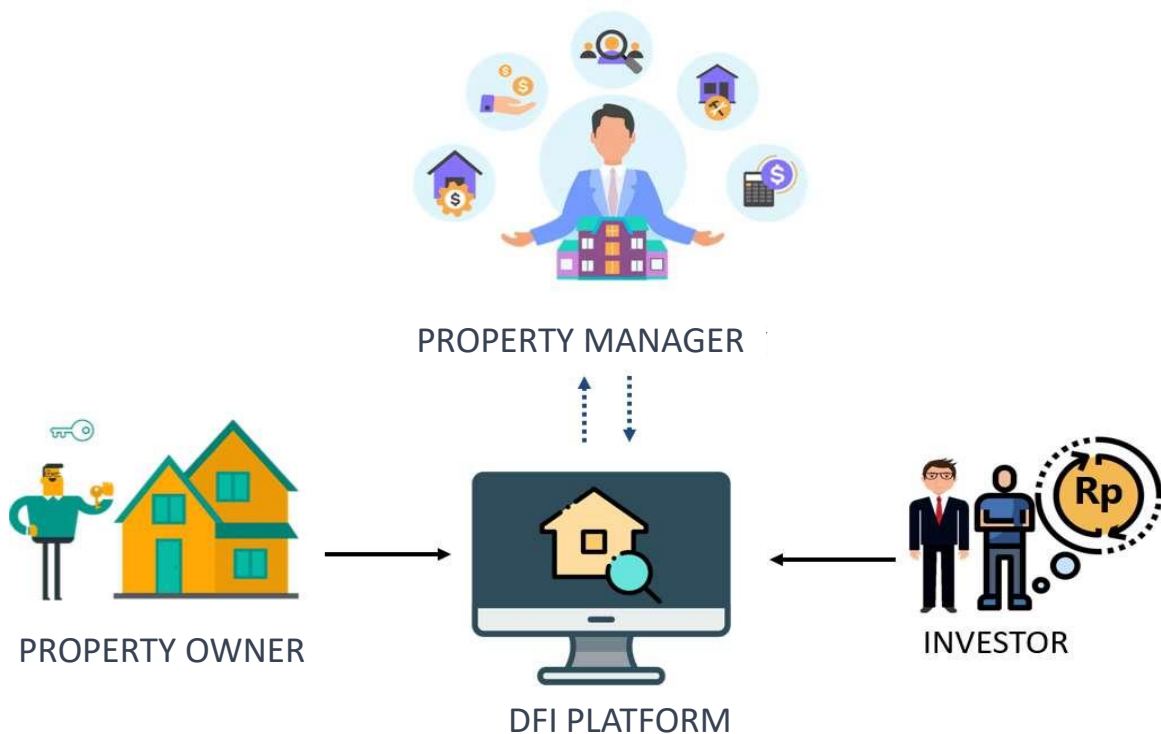 $
$
$
$
$
PROPERTY MANAGER
Rp
PROPERTY OWNER
INVESTOR
DFI PLATFORM